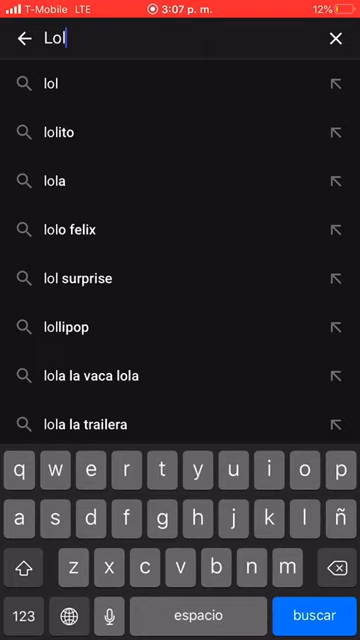 T-Mobile LTE 3:07 p. m. 12%
Lol
lol
lolito
lola
lolo felix
lol surprise
lollipop
lola la vaca lola
lola la trailera
q w e r t y u i o p
a s d f g h j k l ñ
z x c v b n m
123 espacio buscar